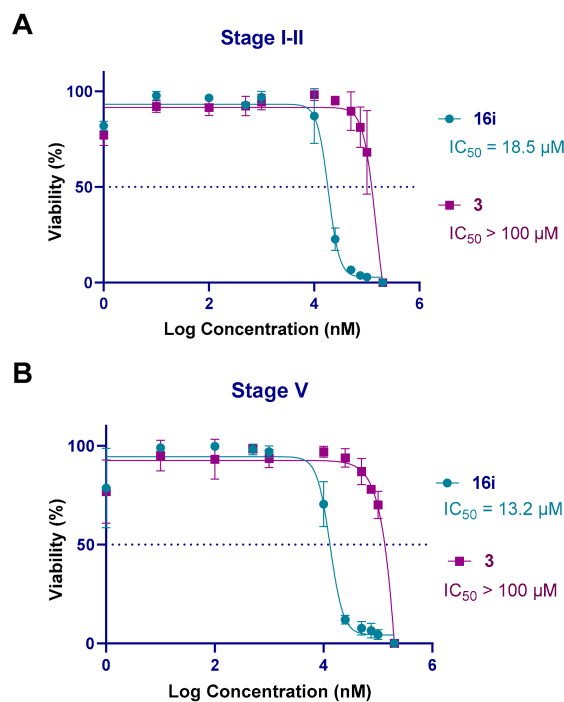 A
Stage I-II
Viability (%)
100
50
0
0
2
4
6
Log Concentration (nM)
16i
IC₅₀ = 18.5 µM
3
IC₅₀ > 100 µM
B
Stage V
Viability (%)
100
50
0
0
2
4
6
Log Concentration (nM)
16i
IC₅₀ = 13.2 µM
3
IC₅₀ > 100 µM